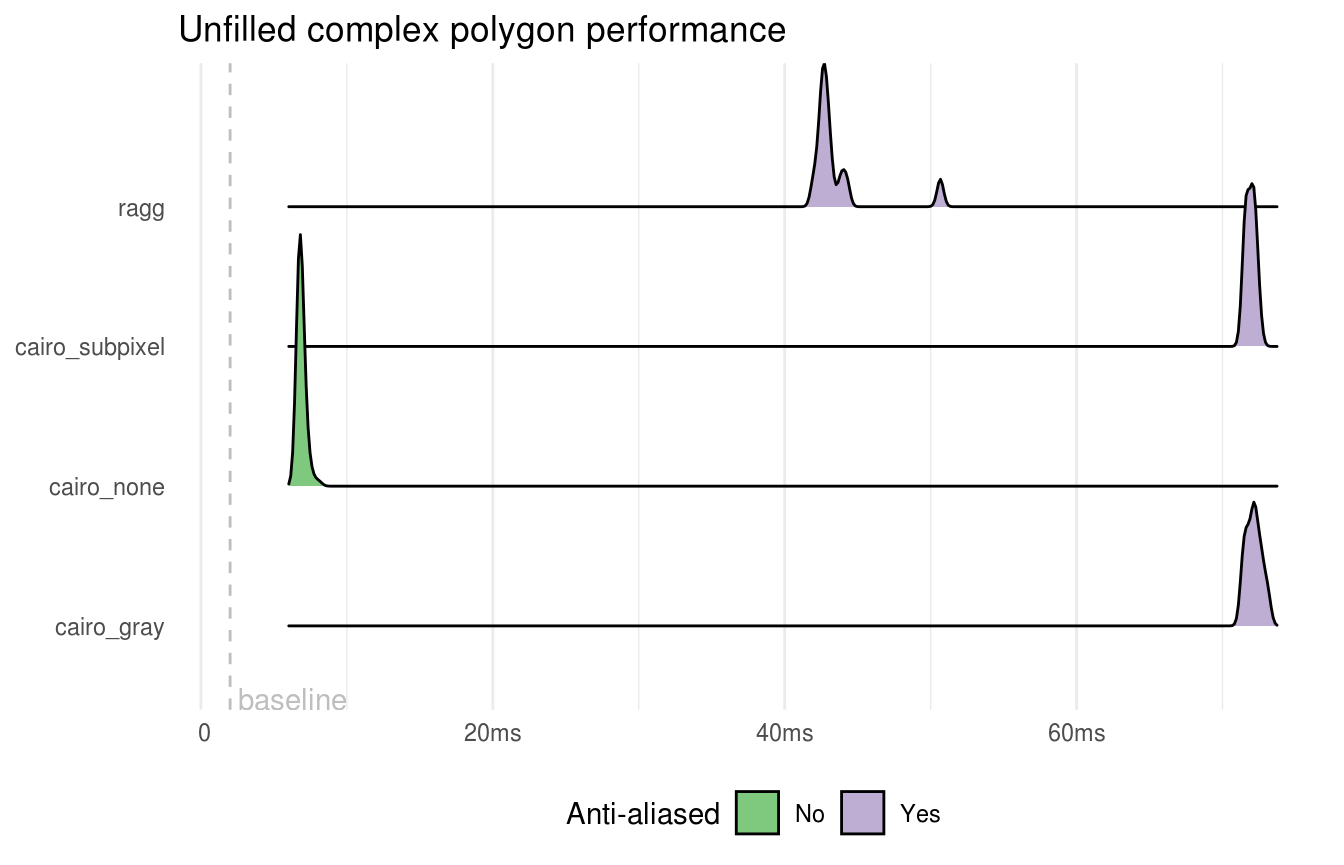 Unfilled complex polygon performance
ragg
cairo_subpixel
cairo_none
cairo_gray
baseline
0 20ms 40ms 60ms
Anti-aliased No Yes